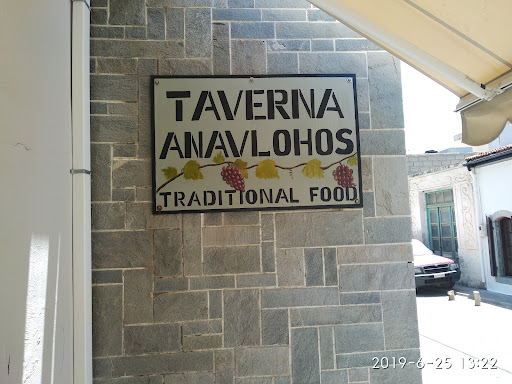 TAVERNA
ANAVLOHOS
TRADITIONAL FOOD
2019-6-25 13:22